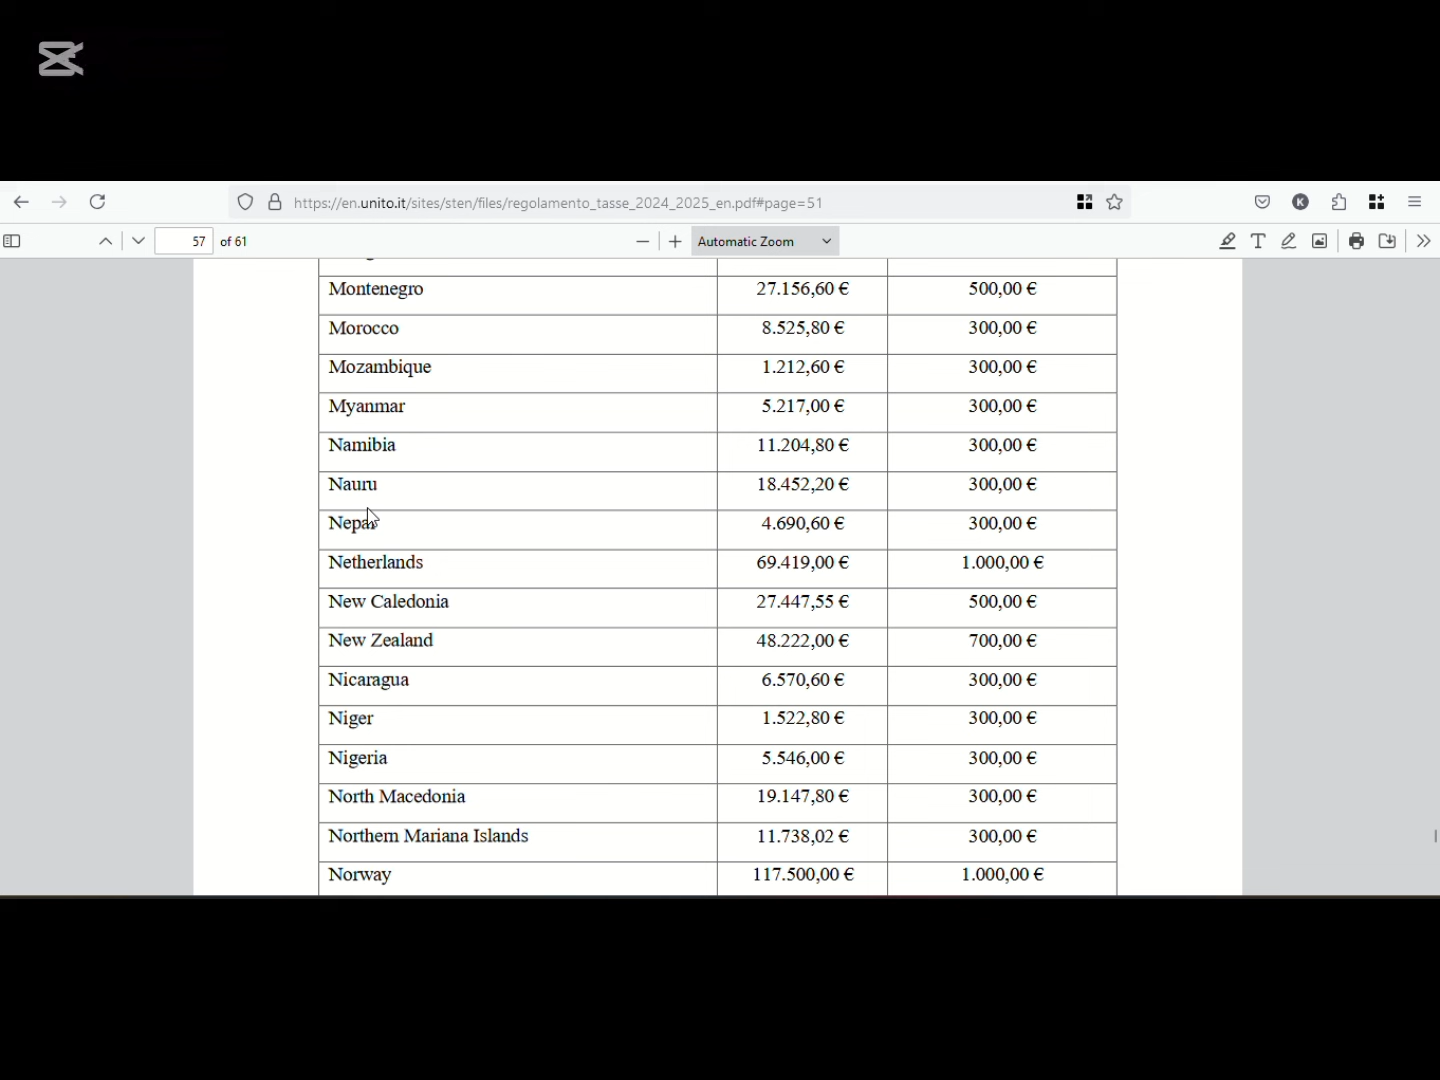 https://en.unito.it/sites/sten/files/regolamento_tasse_2024_2025_en.pdf#page=51
K
57 of 61
Automatic Zoom
Montenegro 27.156,60 € 500,00 €
Morocco 8.525,80 € 300,00 €
Mozambique 1.212,60 € 300,00 €
Myanmar 5.217,00 € 300,00 €
Namibia 11.204,80 € 300,00 €
Nauru 18.452,20 € 300,00 €
Nepal 4.690,60 € 300,00 €
Netherlands 69.419,00 € 1.000,00 €
New Caledonia 27.447,55 € 500,00 €
New Zealand 48.222,00 € 700,00 €
Nicaragua 6.570,60 € 300,00 €
Niger 1.522,80 € 300,00 €
Nigeria 5.546,00 € 300,00 €
North Macedonia 19.147,80 € 300,00 €
Northern Mariana Islands 11.738,02 € 300,00 €
Norway 117.500,00 € 1.000,00 €